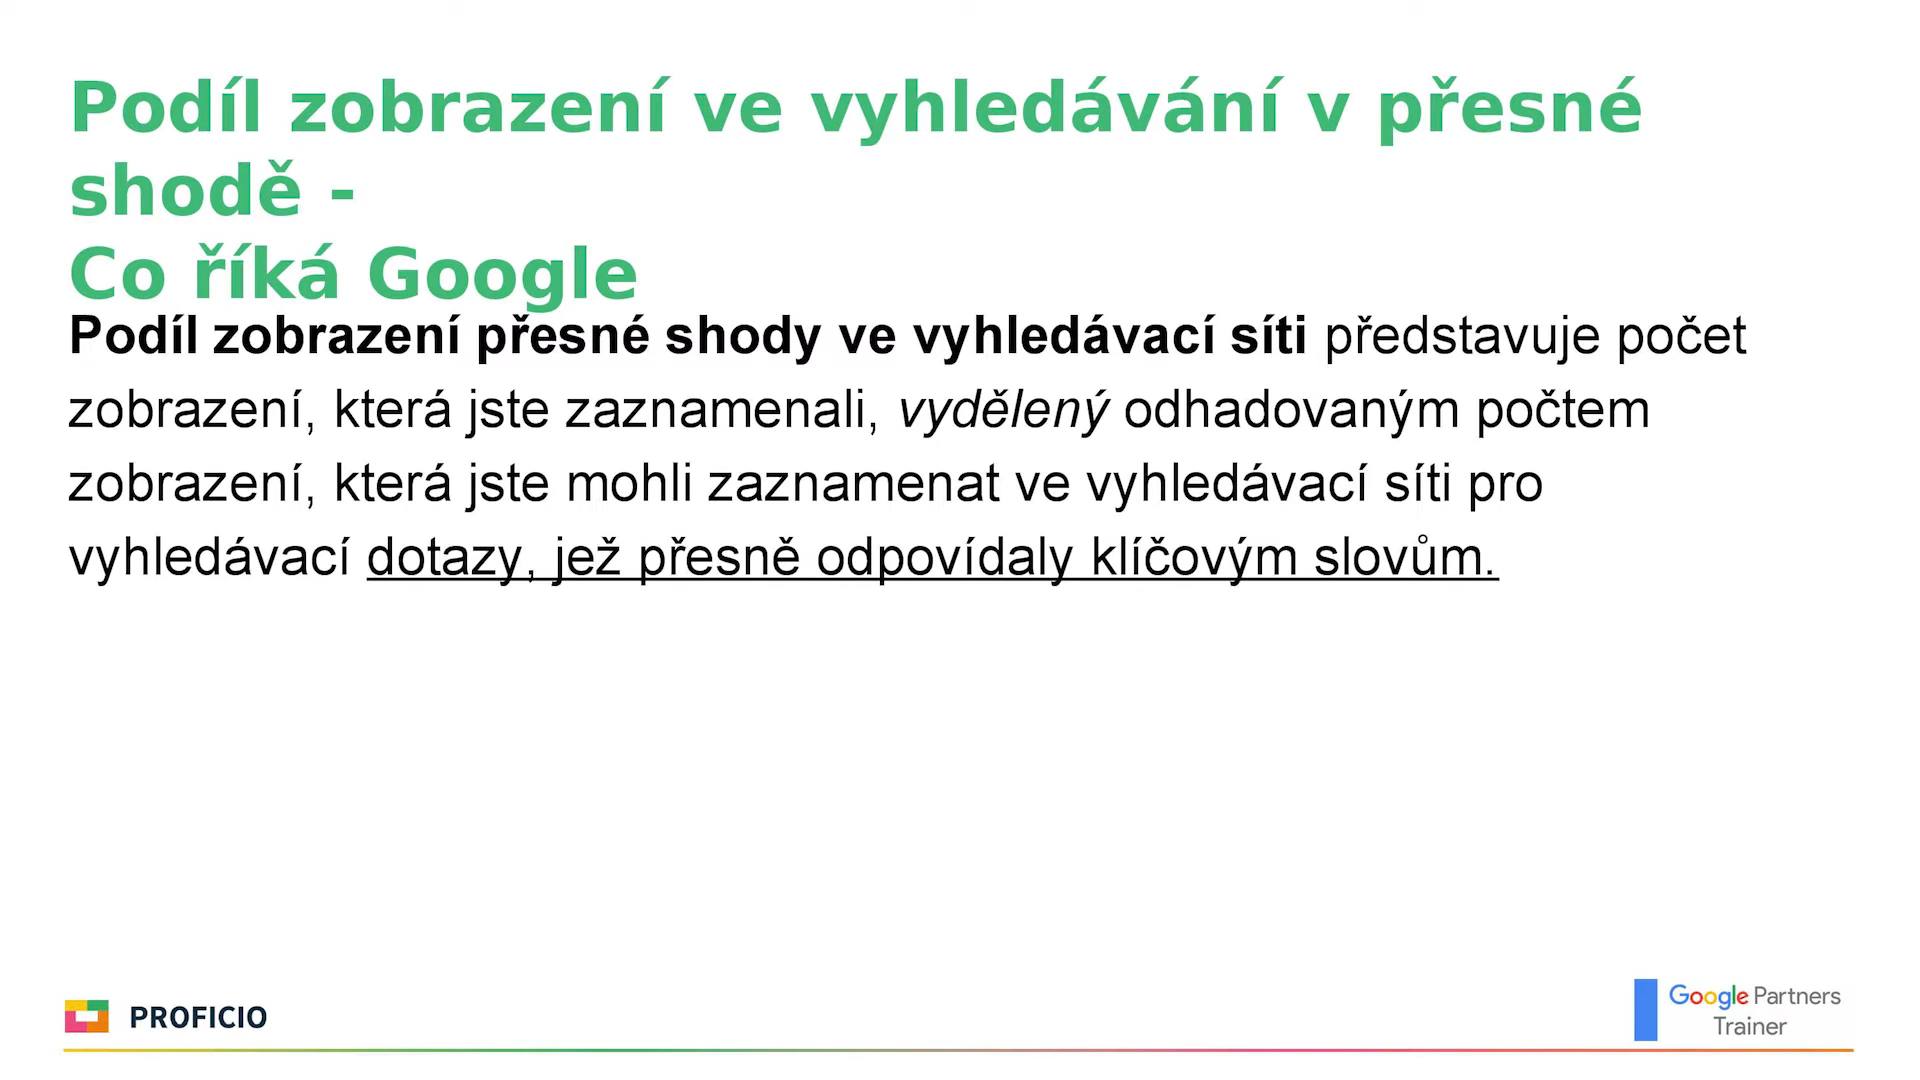 Podíl zobrazení ve vyhledávání v přesné
shodě -
Co říká Google
Podíl zobrazení přesné shody ve vyhledávací síti představuje počet
zobrazení, která jste zaznamenali, vydělený odhadovaným počtem
zobrazení, která jste mohli zaznamenat ve vyhledávací síti pro
vyhledávací dotazy, jež přesně odpovídaly klíčovým slovům.
PROFICIO
Google Partners
Trainer